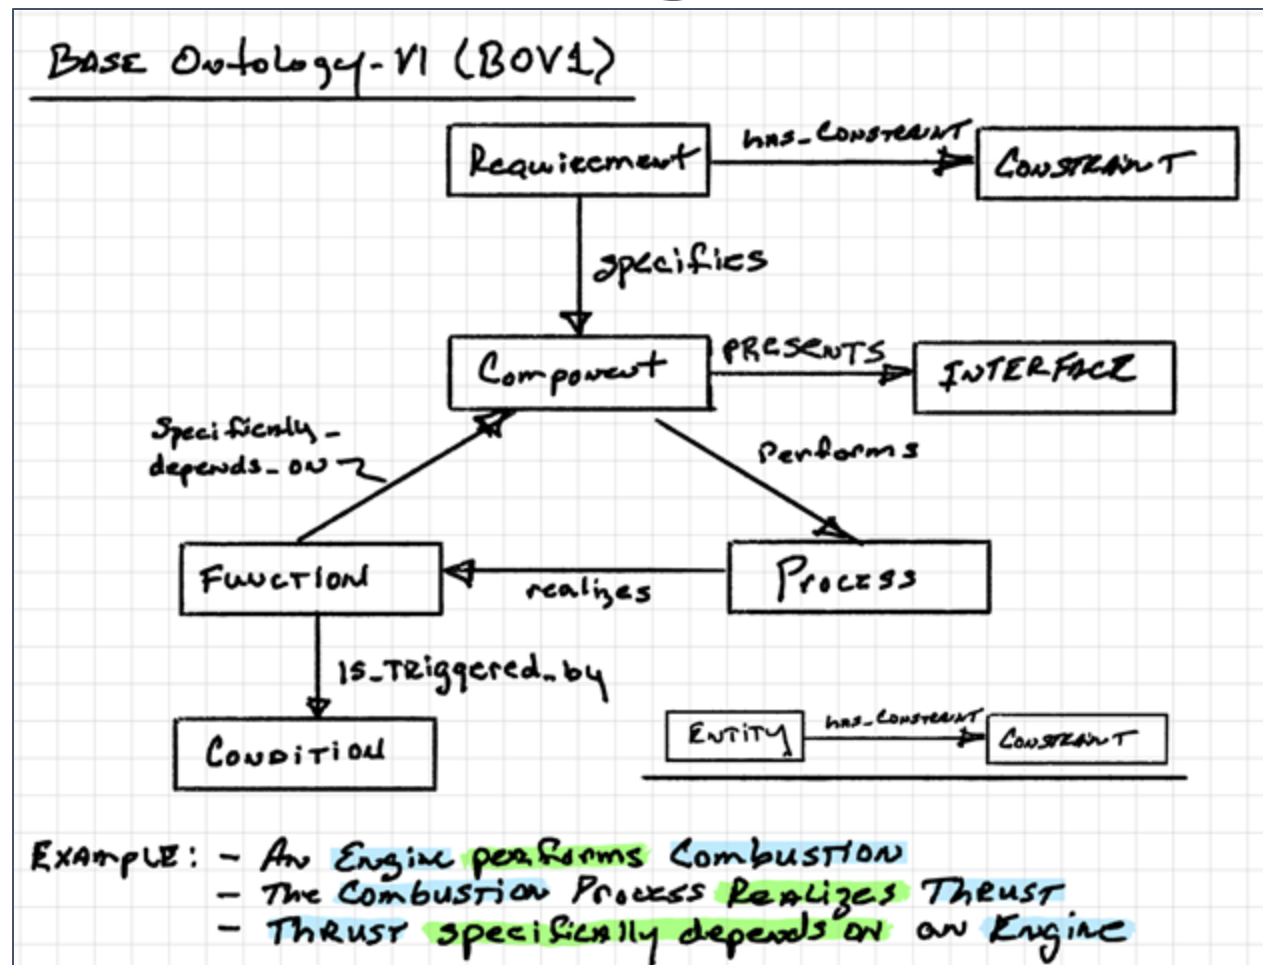 BASE Ontology-V1 (BOV1)
Requirement
has_CONSTRAINT
CONSTRAINT
specifies
Component
PRESENTS
INTERFACE
Specifically_
depends_on
Performs
FUNCTION
realizes
Process
IS_TRiggered_by
CONDITION
ENTITY
has_CONSTRAINT
CONSTRAINT
EXAMPLE: - An Engine performs Combustion
- The Combustion Process Realizes Thrust
- Thrust specifically depends on an Engine